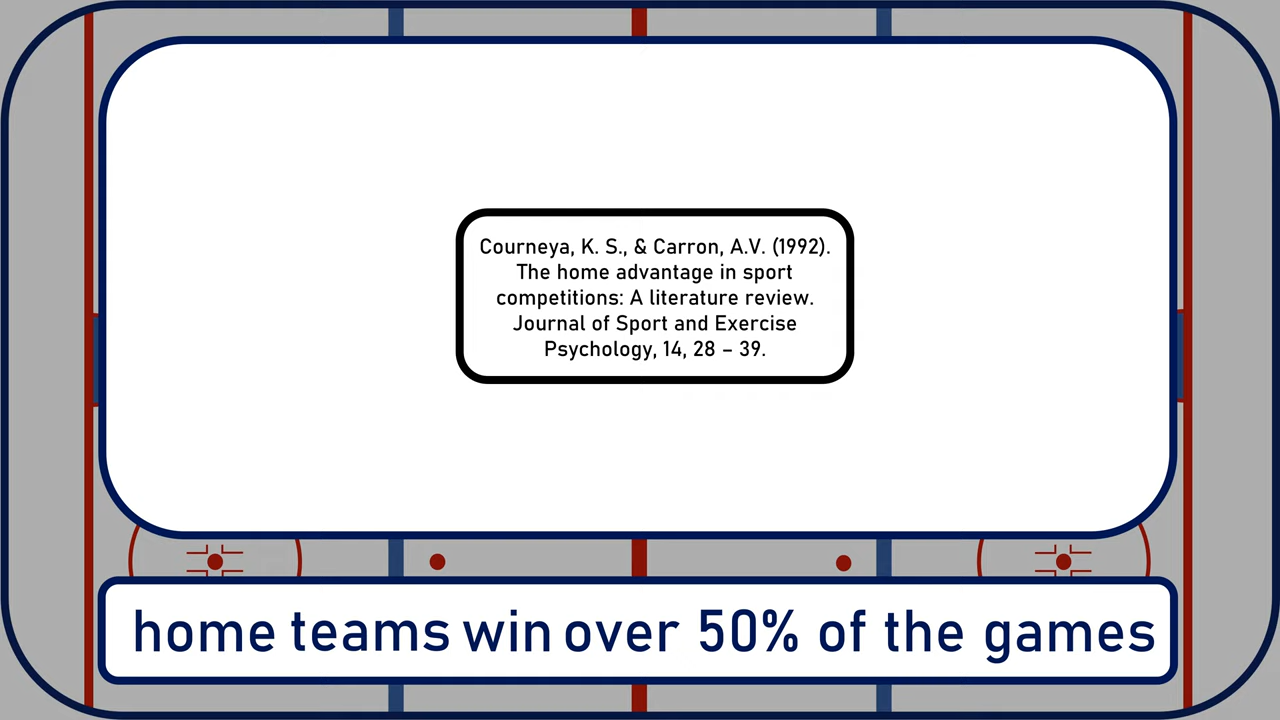 Courneya, K. S., & Carron, A.V. (1992).
The home advantage in sport
competitions: A literature review.
Journal of Sport and Exercise
Psychology, 14, 28 – 39.
home teams win over 50% of the games